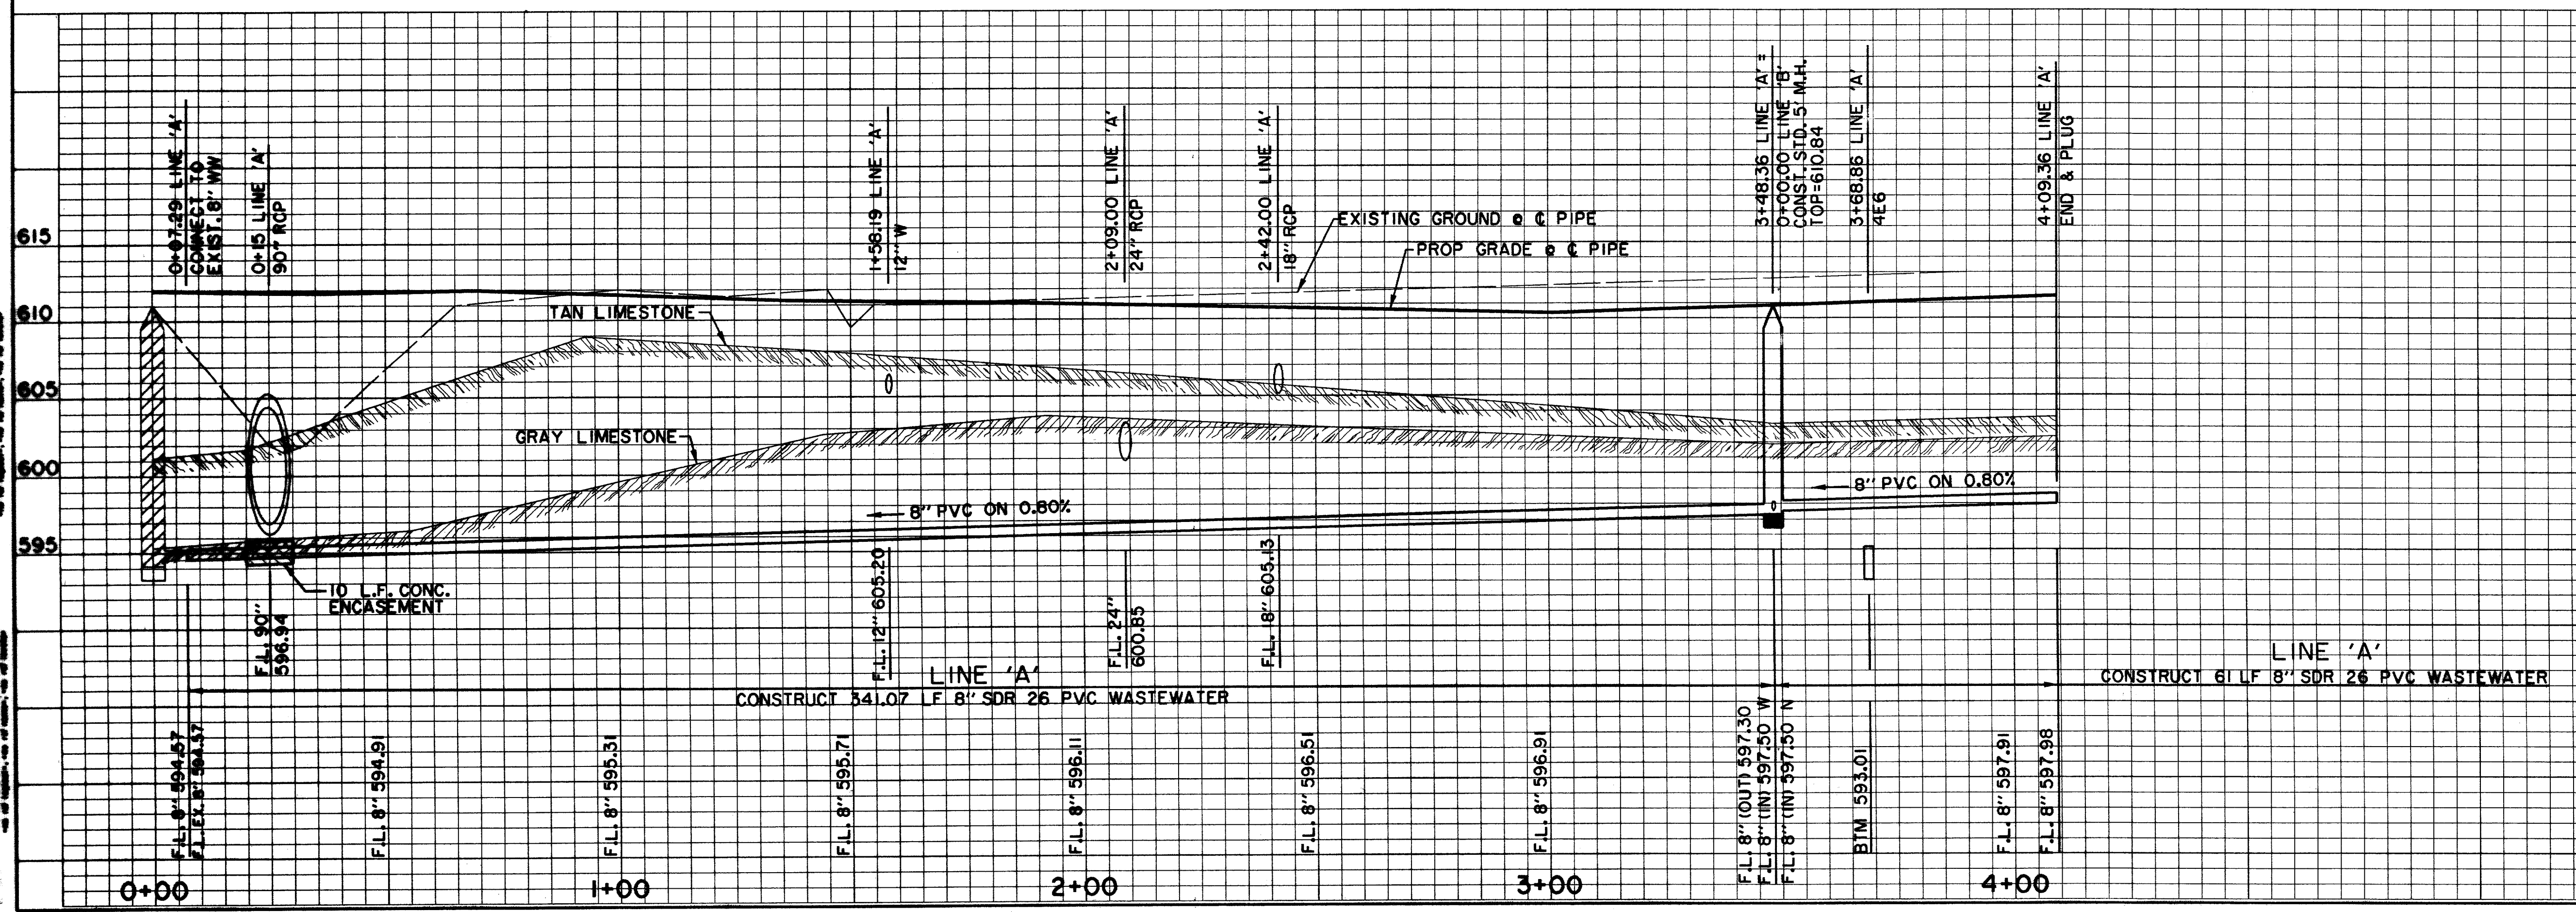 0+07.29 LINE 'A'
CONNECT TO
EXIST. 8" WW
0+15 LINE 'A'
90" RCP
1+58.19 LINE 'A'
12" W
2+09.00 LINE 'A'
24" RCP
2+42.00 LINE 'A'
18" RCP
EXISTING GROUND @ ℄ PIPE
PROP GRADE @ ℄ PIPE
3+48.36 LINE 'A' =
0+00.00 LINE 'B'
CONST. STD. 5' M.H.
TOP=610.84
3+68.86 LINE 'A'
4E6
4+09.36 LINE 'A'
END & PLUG
615
610
605
600
595
TAN LIMESTONE
GRAY LIMESTONE
8" PVC ON 0.80%
8" PVC ON 0.80%
10 L.F. CONC.
ENCASEMENT
F.L. 90"
596.94
F.L. 12" 605.20
F.L. 24"
600.85
F.L. 18" 605.13
LINE 'A'
CONSTRUCT 341.07 LF 8" SDR 26 PVC WASTEWATER
LINE 'A'
CONSTRUCT 61 LF 8" SDR 26 PVC WASTEWATER
F.L. 8" 594.57
F.L. EX. 8" 594.57
F.L. 8" 594.91
F.L. 8" 595.31
F.L. 8" 595.71
F.L. 8" 596.11
F.L. 8" 596.51
F.L. 8" 596.91
F.L. 8" (OUT) 597.30
F.L. 8" (IN) 597.50 W
F.L. 8" (IN) 597.50 N
BTM 593.01
F.L. 8" 597.91
F.L. 8" 597.98
0+00
1+00
2+00
3+00
4+00